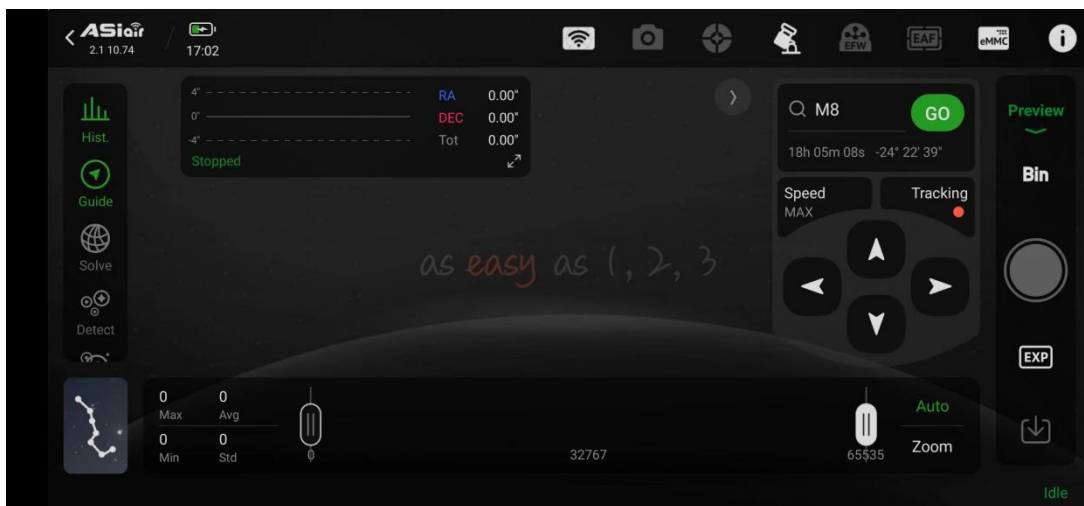 ASiair
2.1 10.74
17:02
EFW
EAF
eMMC
Hist.
Guide
Solve
Detect
4"
0"
-4"
RA 0.00"
DEC 0.00"
Tot 0.00"
Stopped
M8
GO
18h 05m 08s -24° 22' 39"
Speed
MAX
Tracking
as easy as 1, 2, 3
Preview
Bin
EXP
0 Max
0 Avg
0 Min
0 Std
0
32767
65535
Auto
Zoom
Idle